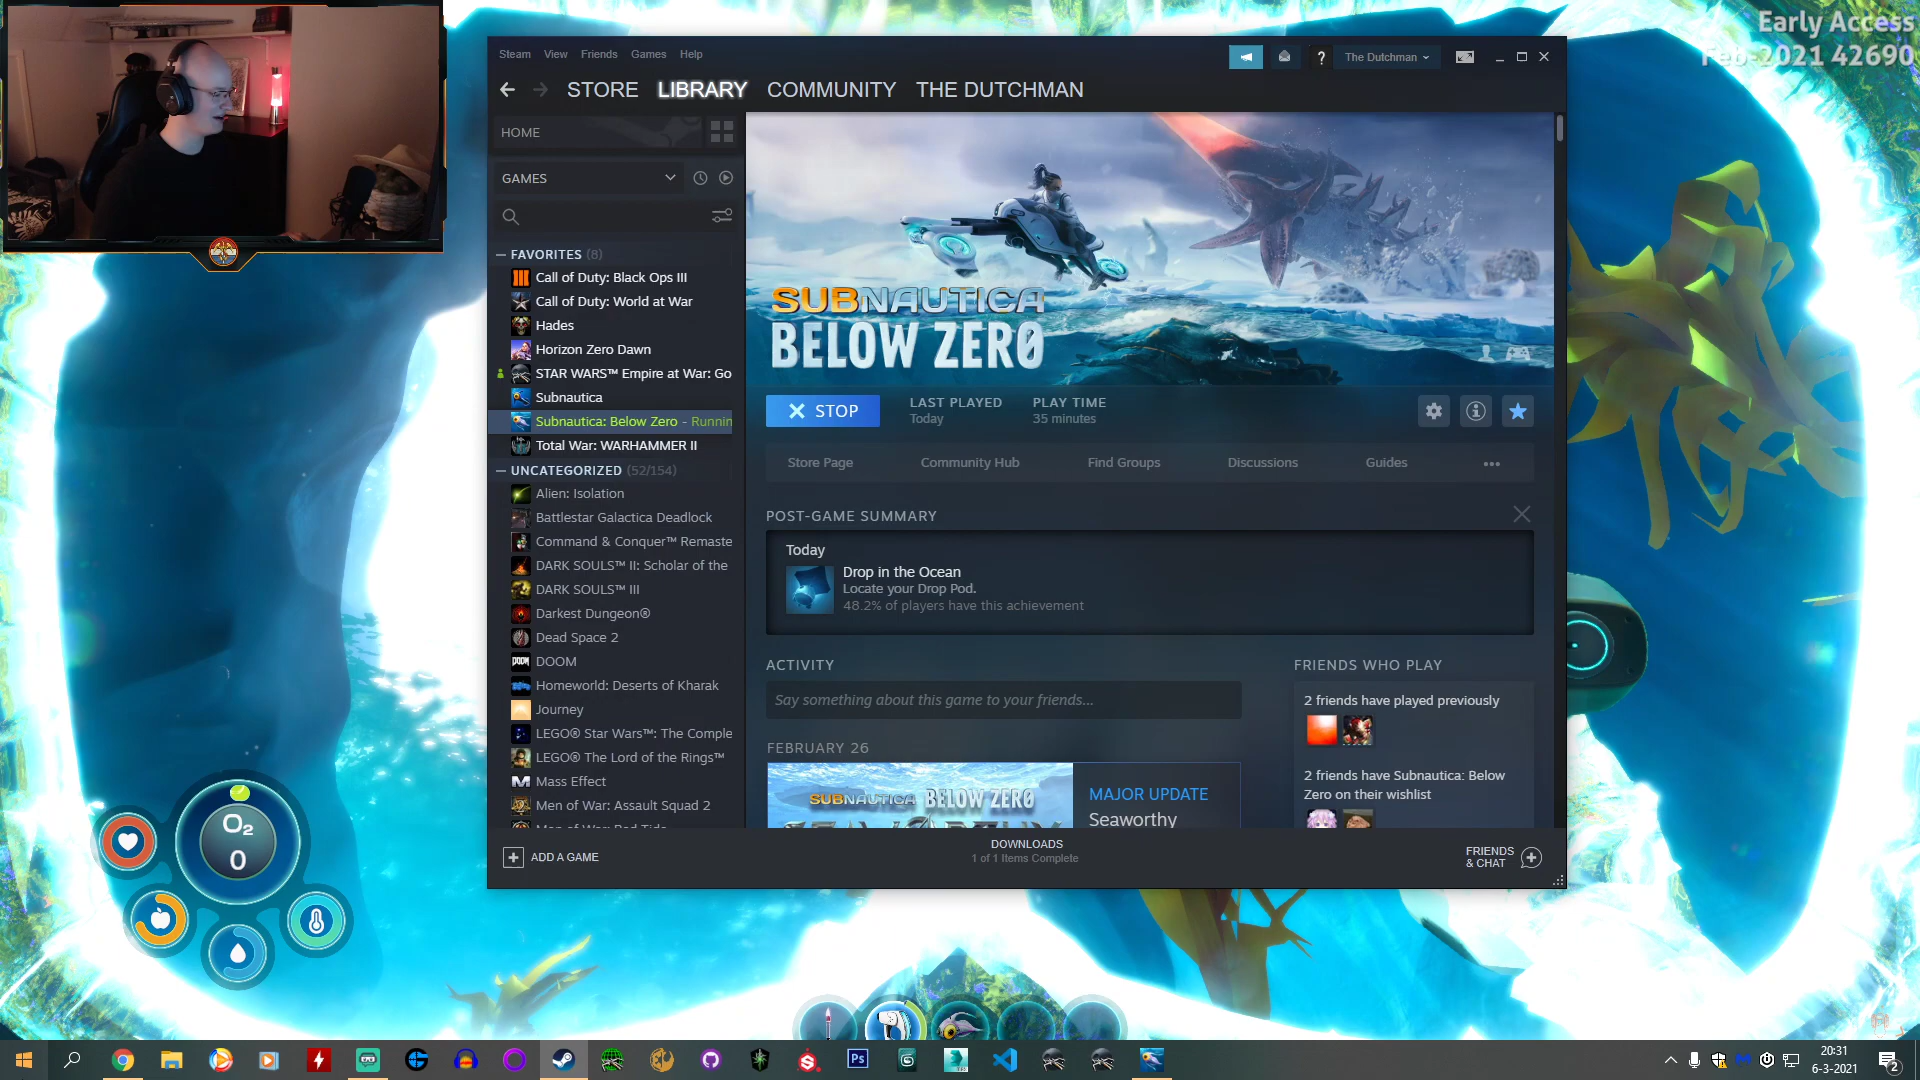 Early Access
Feb-2021 42690
Steam View Friends Games Help
? The Dutchman
STORE LIBRARY COMMUNITY THE DUTCHMAN
HOME
GAMES
FAVORITES (8)
Call of Duty: Black Ops III
Call of Duty: World at War
Hades
Horizon Zero Dawn
STAR WARS™ Empire at War: Go
Subnautica
Subnautica: Below Zero - Runnin
Total War: WARHAMMER II
UNCATEGORIZED (52/154)
Alien: Isolation
Battlestar Galactica Deadlock
Command & Conquer™ Remaste
DARK SOULS™ II: Scholar of the
DARK SOULS™ III
Darkest Dungeon®
Dead Space 2
DOOM
DOOM
Homeworld: Deserts of Kharak
Journey
LEGO® Star Wars™: The Comple
LEGO® The Lord of the Rings™
Mass Effect
Men of War: Assault Squad 2
ADD A GAME
SUBNAUTICA
BELOW ZERO
STOP
LAST PLAYED
Today
PLAY TIME
35 minutes
Store Page Community Hub Find Groups Discussions Guides
POST-GAME SUMMARY
Today
Drop in the Ocean
Locate your Drop Pod.
48.2% of players have this achievement
ACTIVITY
Say something about this game to your friends...
FEBRUARY 26
SUBNAUTICA BELOW ZERO
MAJOR UPDATE
Seaworthy
FRIENDS WHO PLAY
2 friends have played previously
2 friends have Subnautica: Below
Zero on their wishlist
DOWNLOADS
1 of 1 Items Complete
FRIENDS
& CHAT
O₂
0
Ps
20:31
6-3-2021
2